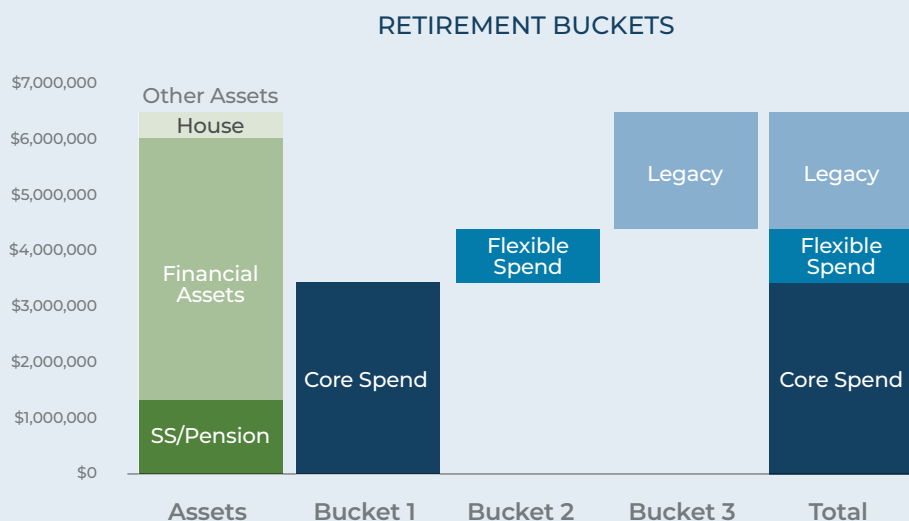 RETIREMENT BUCKETS
$7,000,000
$6,000,000
$5,000,000
$4,000,000
$3,000,000
$2,000,000
$1,000,000
$0
Other Assets
House
Financial
Assets
SS/Pension
Core Spend
Flexible
Spend
Legacy
Legacy
Flexible
Spend
Core Spend
Assets
Bucket 1
Bucket 2
Bucket 3
Total